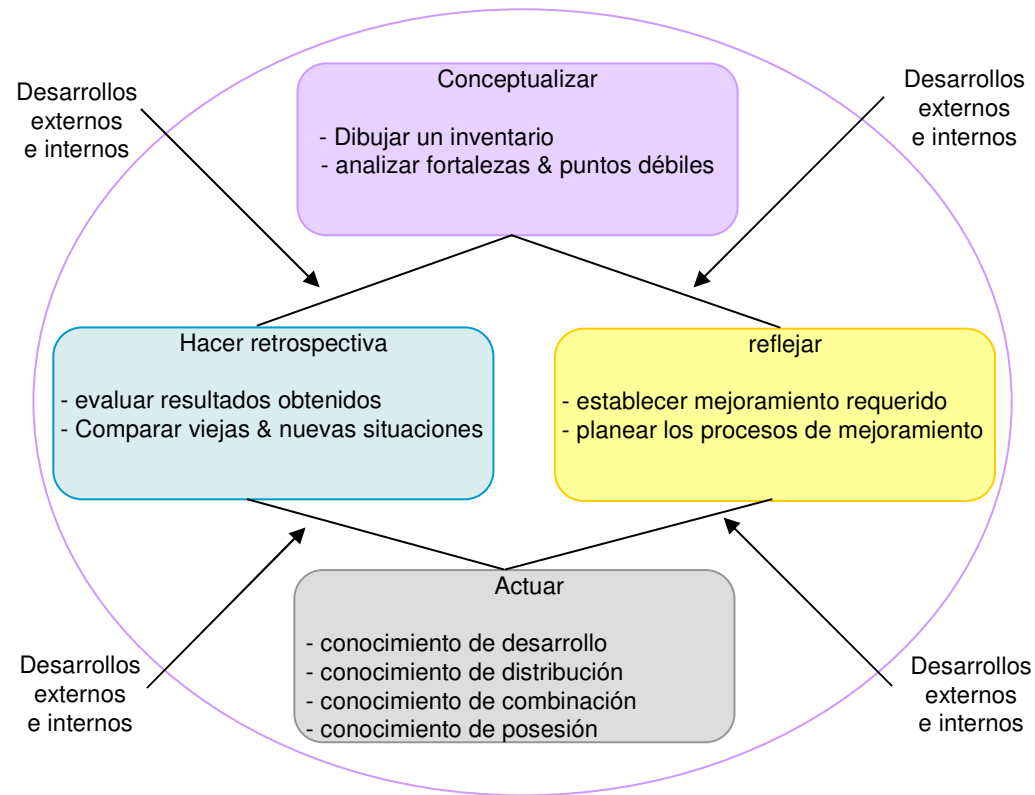 Conceptualizar
- Dibujar un inventario
- analizar fortalezas & puntos débiles
Desarrollos
externos
e internos
Desarrollos
externos
e internos
Hacer retrospectiva
- evaluar resultados obtenidos
- Comparar viejas & nuevas situaciones
reflejar
- establecer mejoramiento requerido
- planear los procesos de mejoramiento
Actuar
- conocimiento de desarrollo
- conocimiento de distribución
- conocimiento de combinación
- conocimiento de posesión
Desarrollos
externos
e internos
Desarrollos
externos
e internos